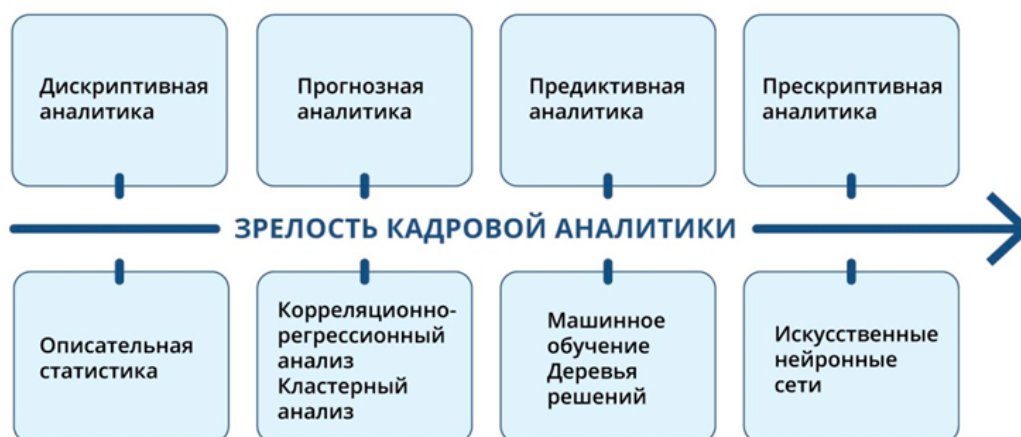 Дискриптивная
аналитика
Прогнозная
аналитика
Предиктивная
аналитика
Прескриптивная
аналитика
ЗРЕЛОСТЬ КАДРОВОЙ АНАЛИТИКИ
Описательная
статистика
Корреляционно-
регрессионный
анализ
Кластерный
анализ
Машинное
обучение
Деревья
решений
Искусственные
нейронные
сети